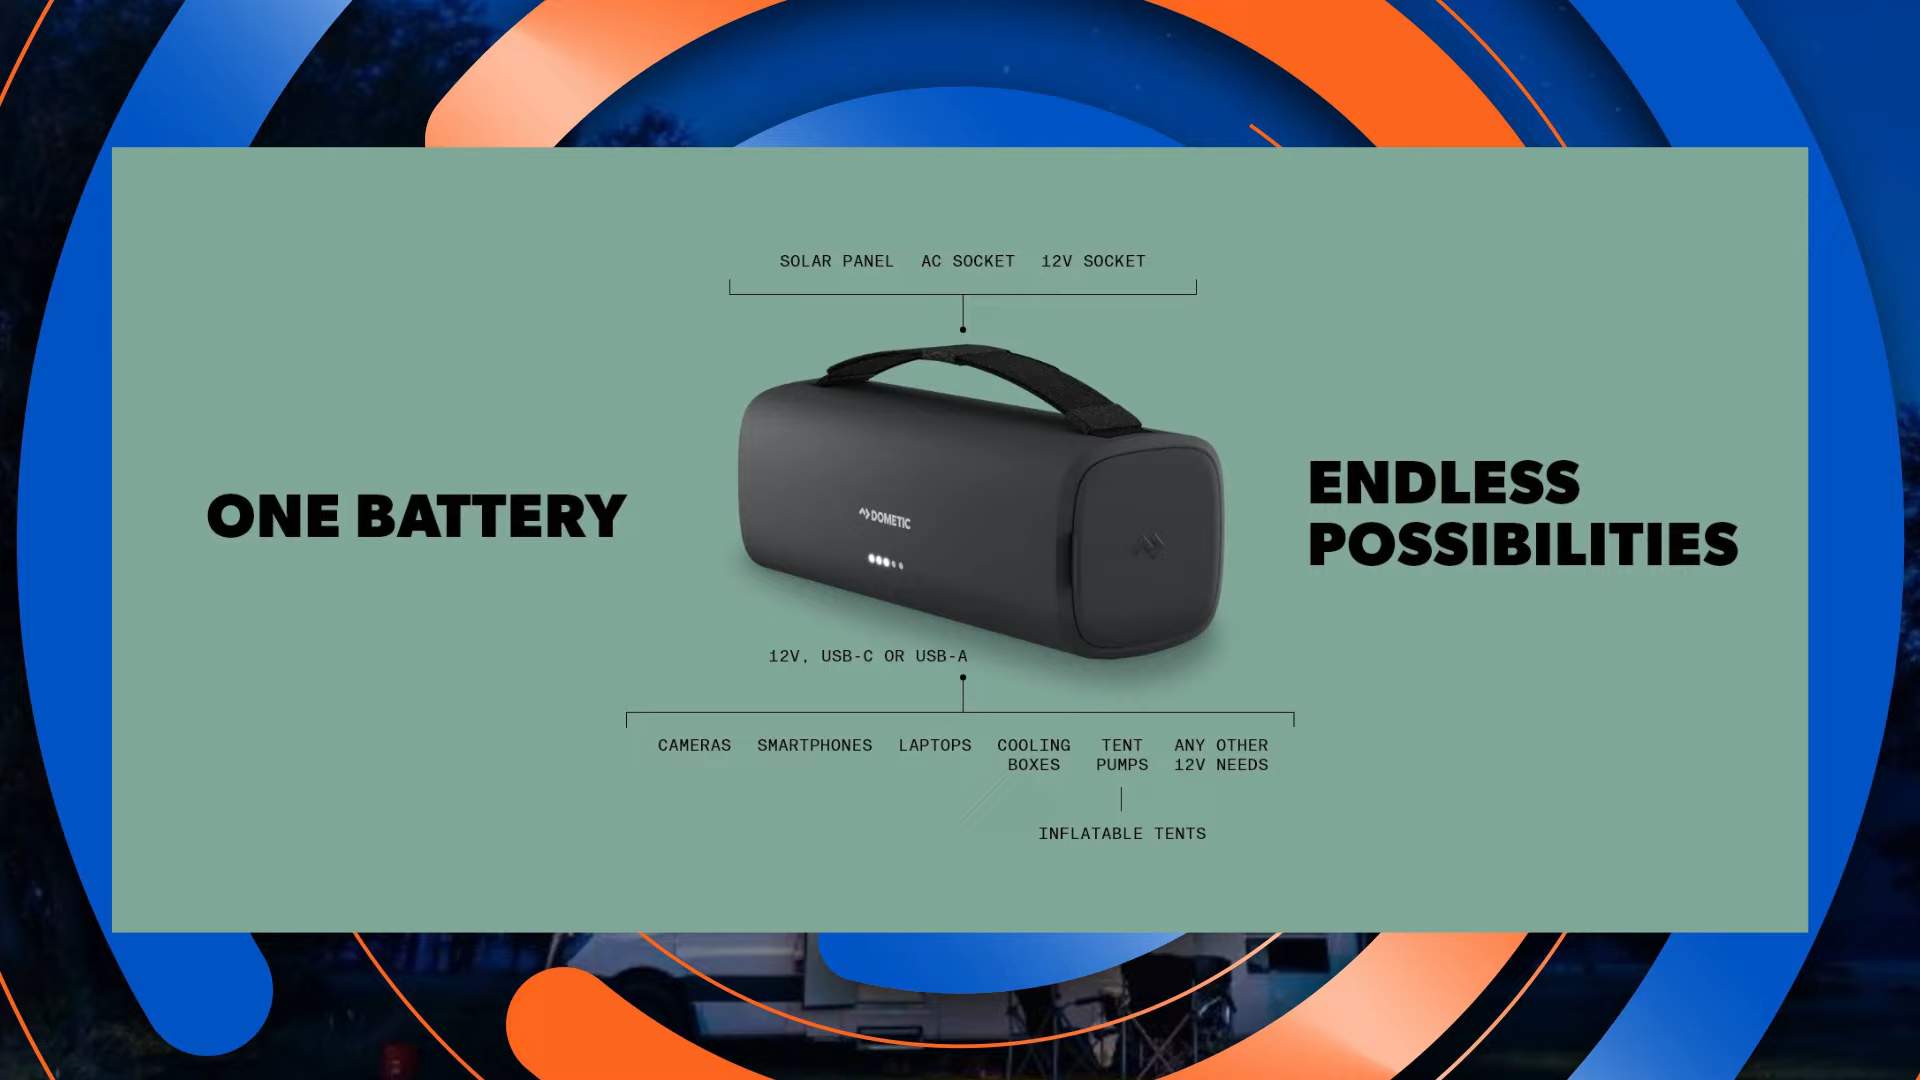 SOLAR PANEL AC SOCKET 12V SOCKET
ONE BATTERY
DOMETIC
ENDLESS
POSSIBILITIES
12V, USB-C OR USB-A
CAMERAS SMARTPHONES LAPTOPS COOLING BOXES TENT PUMPS ANY OTHER 12V NEEDS
INFLATABLE TENTS